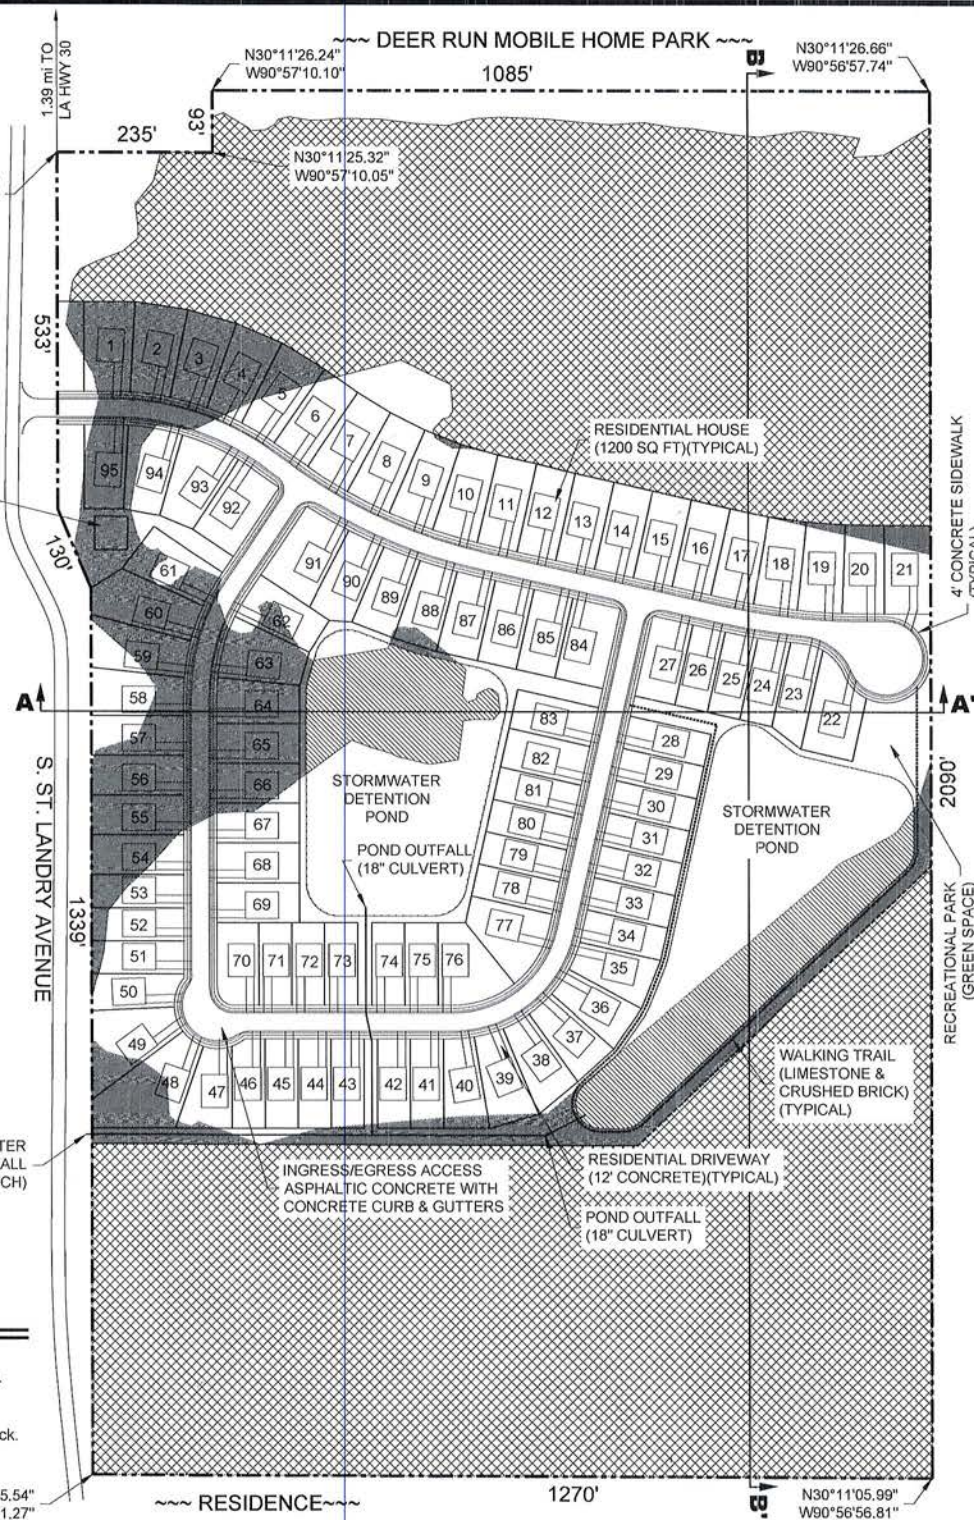 ~~~ DEER RUN MOBILE HOME PARK ~~~
N30°11'26.24"
W90°57'10.10"
1085'
B
N30°11'26.66"
W90°56'57.74"
1.39 mi TO
LA HWY 30
235'
93'
N30°11'25.32"
W90°57'10.05"
533'
1
2
3
4
5
6
7
8
9
10
11
12
13
14
15
16
17
18
19
20
21
RESIDENTIAL HOUSE
(1200 SQ FT)(TYPICAL)
4' CONCRETE SIDEWALK
(TYPICAL)
130'
95
94
93
92
91
90
89
88
87
86
85
84
27
26
25
24
23
22
61
60
59
58
57
56
55
54
53
52
51
50
49
62
63
64
65
66
67
68
69
A
A'
83
82
81
80
79
78
77
28
29
30
31
32
33
34
35
36
37
38
39
STORMWATER
DETENTION
POND
STORMWATER
DETENTION
POND
POND OUTFALL
(18" CULVERT)
2090'
S. ST. LANDRY AVENUE
1339'
RECREATIONAL PARK
(GREEN SPACE)
70
71
72
73
74
75
76
48
47
46
45
44
43
42
41
40
WALKING TRAIL
(LIMESTONE &
CRUSHED BRICK)
(TYPICAL)
TER
ALL
CH)
INGRESS/EGRESS ACCESS
ASPHALTIC CONCRETE WITH
CONCRETE CURB & GUTTERS
RESIDENTIAL DRIVEWAY
(12' CONCRETE)(TYPICAL)
POND OUTFALL
(18" CULVERT)
ck.
5.54"
1.27"
~~~ RESIDENCE~~~
1270'
B'
N30°11'05.99"
W90°56'56.81"